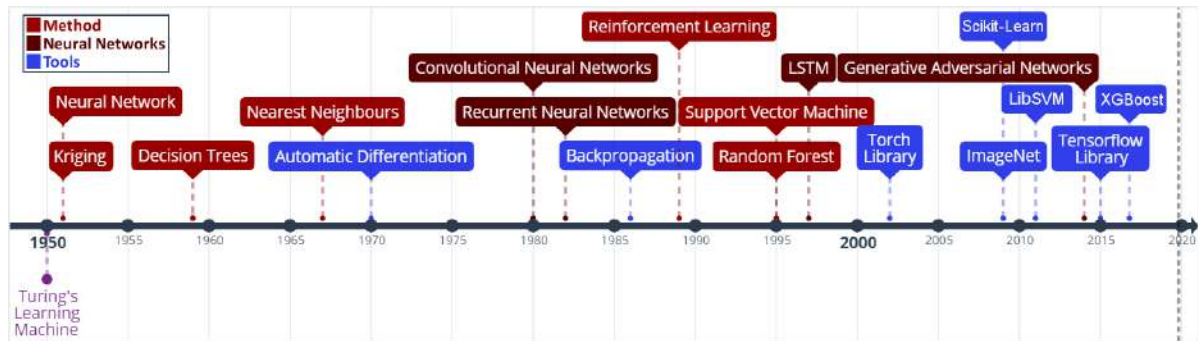 Method
Neural Networks
Tools
Reinforcement Learning
Scikit-Learn
Convolutional Neural Networks
LSTM
Generative Adversarial Networks
Neural Network
Nearest Neighbours
Recurrent Neural Networks
Support Vector Machine
LibSVM
XGBoost
Kriging
Decision Trees
Automatic Differentiation
Backpropagation
Random Forest
Torch
Library
ImageNet
Tensorflow
Library
1950 1955 1960 1965 1970 1975 1980 1985 1990 1995 2000 2005 2010 2015 2020
Turing's
Learning
Machine